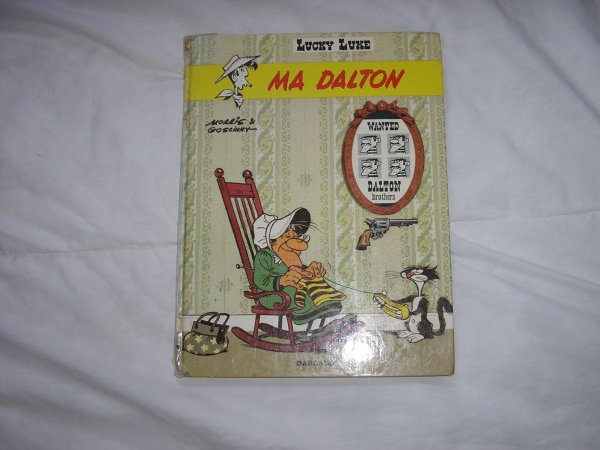 LUCKY LUKE
MA DALTON
MORRIS &
GOSCINNY
WANTED
DALTON
brothers